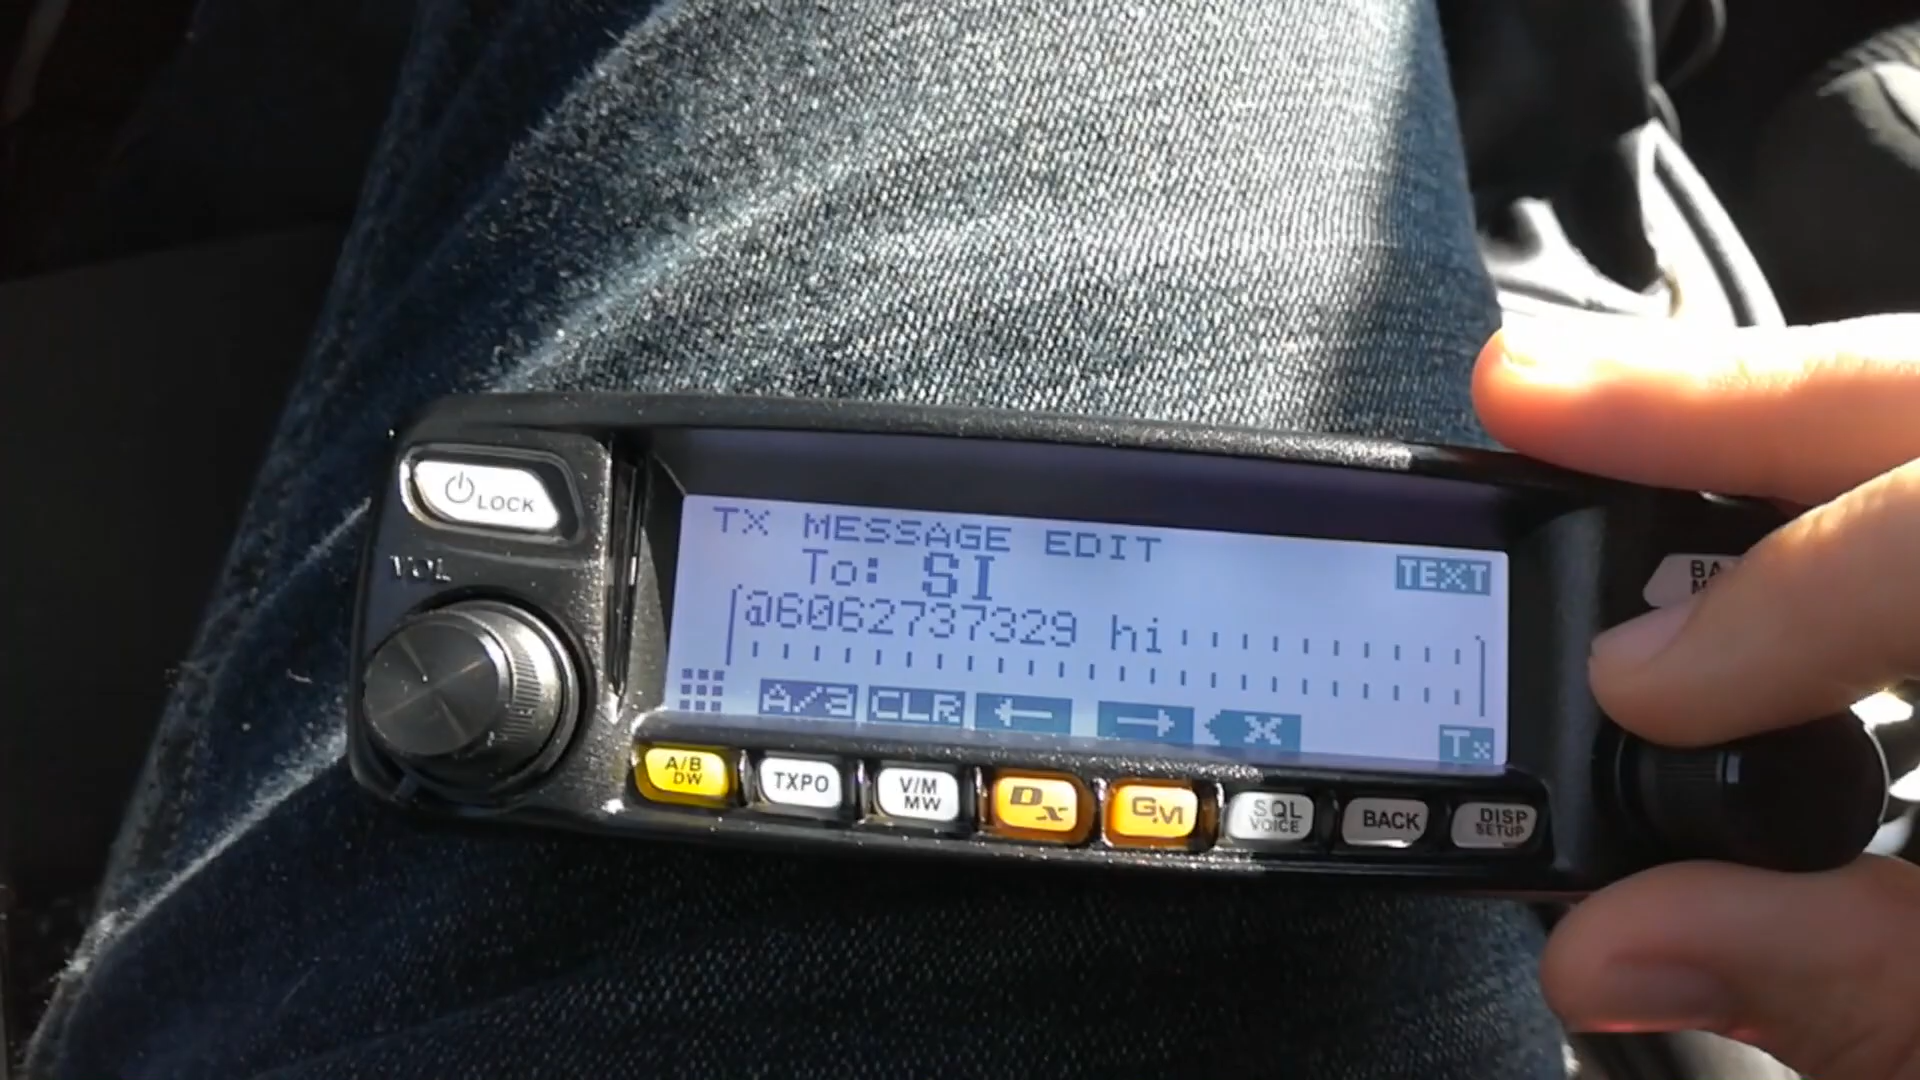 LOCK
VOL
TX MESSAGE EDIT
To: SI
TEXT
@6062737329 hi
A/a CLR ← → X Tx
A/B DW
TXPO
V/M MW
DX
GM
SQL VOICE
BACK
DISP SETUP
BA